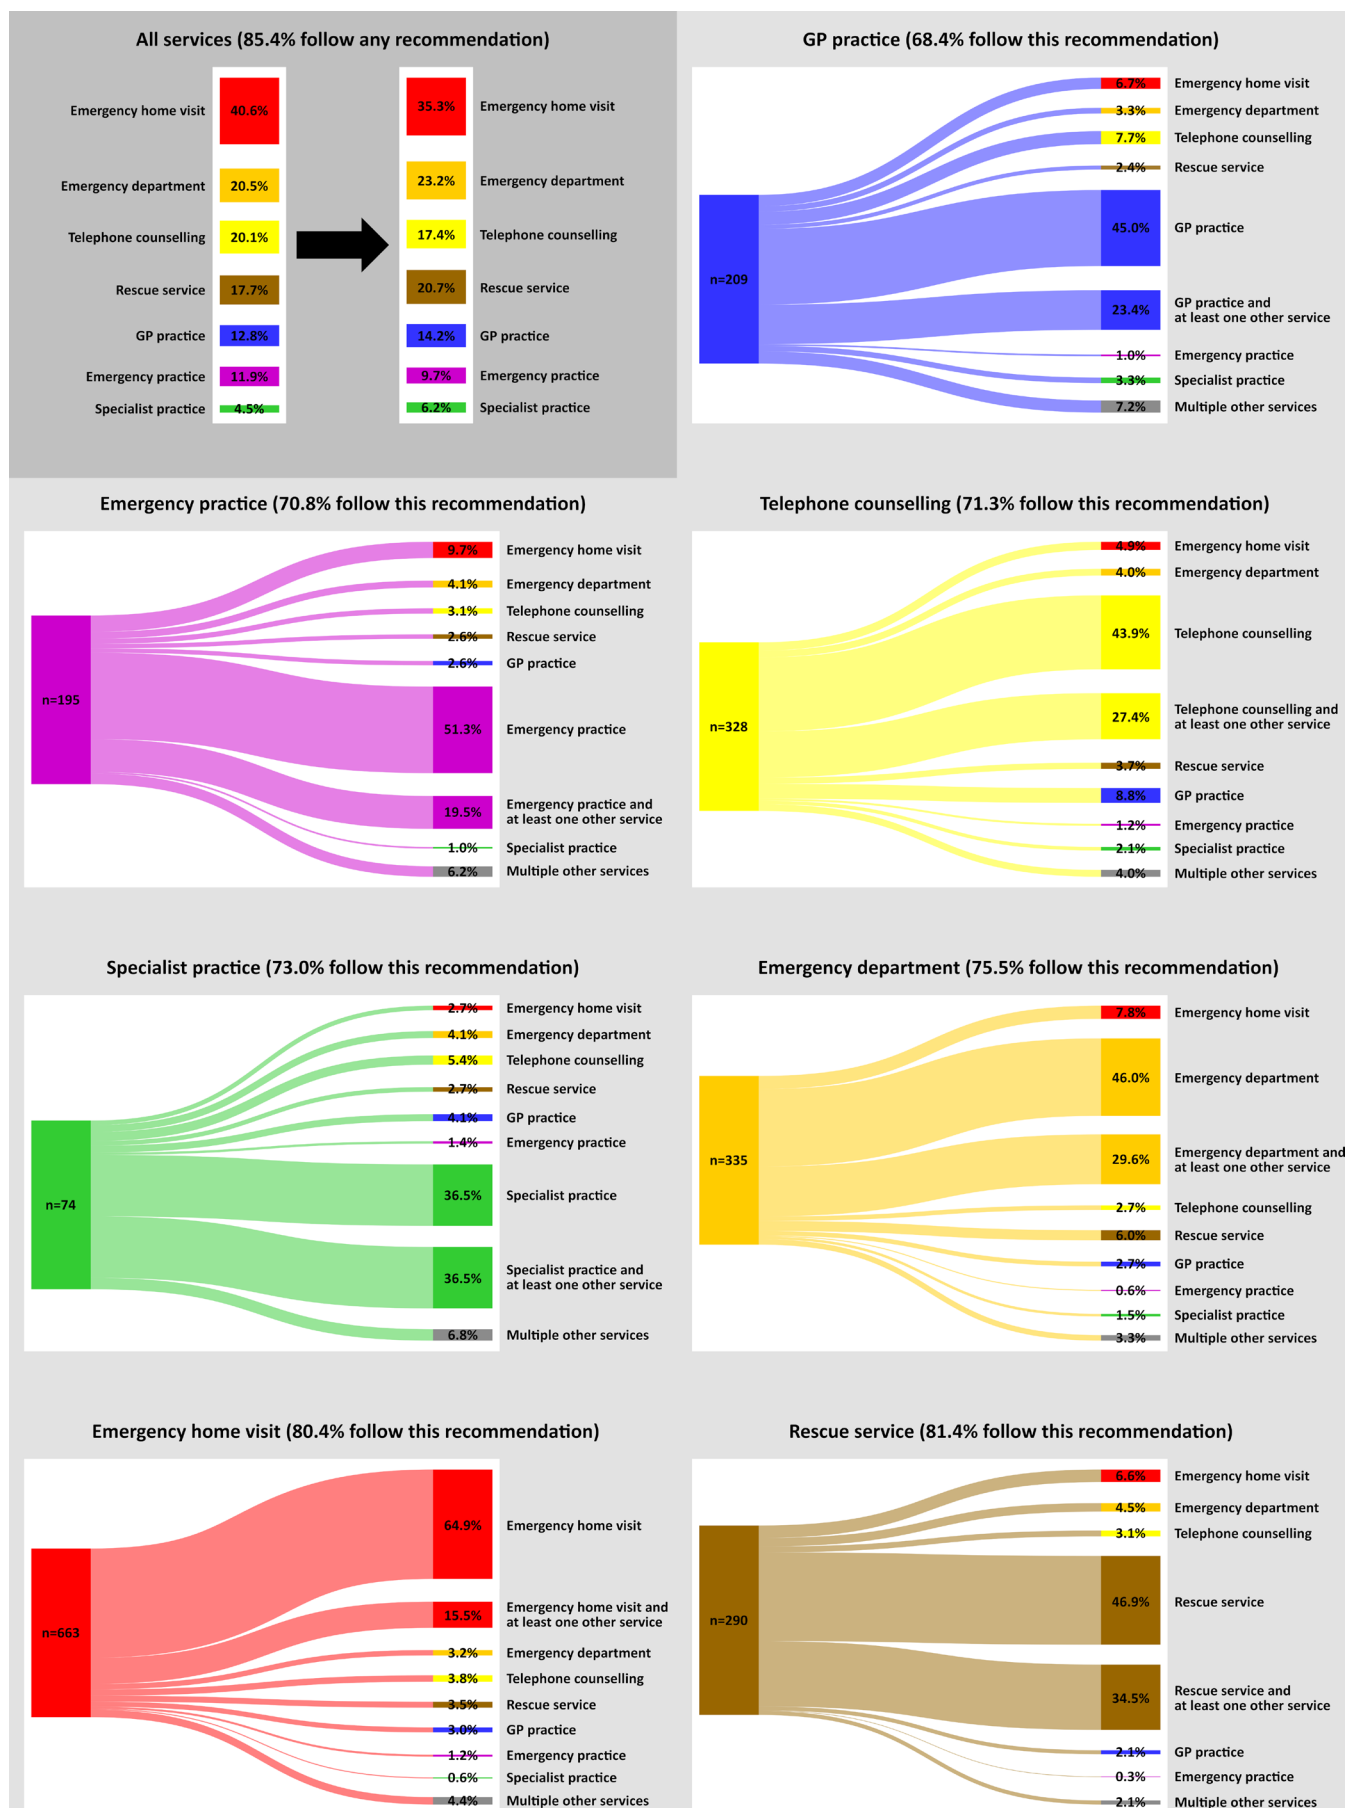 All services (85.4% follow any recommendation)
Emergency home visit 40.6% 35.3% Emergency home visit
Emergency department 20.5% 23.2% Emergency department
Telephone counselling 20.1% 17.4% Telephone counselling
Rescue service 17.7% 20.7% Rescue service
GP practice 12.8% 14.2% GP practice
Emergency practice 11.9% 9.7% Emergency practice
Specialist practice 4.5% 6.2% Specialist practice
GP practice (68.4% follow this recommendation)
n=209
6.7% Emergency home visit
3.3% Emergency department
7.7% Telephone counselling
2.4% Rescue service
45.0% GP practice
23.4% GP practice and
at least one other service
1.0% Emergency practice
3.3% Specialist practice
7.2% Multiple other services
Emergency practice (70.8% follow this recommendation)
n=195
9.7% Emergency home visit
4.1% Emergency department
3.1% Telephone counselling
2.6% Rescue service
2.6% GP practice
51.3% Emergency practice
19.5% Emergency practice and
at least one other service
1.0% Specialist practice
6.2% Multiple other services
Telephone counselling (71.3% follow this recommendation)
n=328
4.9% Emergency home visit
4.0% Emergency department
43.9% Telephone counselling
27.4% Telephone counselling and
at least one other service
3.7% Rescue service
8.8% GP practice
1.2% Emergency practice
2.1% Specialist practice
4.0% Multiple other services
Specialist practice (73.0% follow this recommendation)
n=74
2.7% Emergency home visit
4.1% Emergency department
5.4% Telephone counselling
2.7% Rescue service
4.1% GP practice
1.4% Emergency practice
36.5% Specialist practice
36.5% Specialist practice and
at least one other service
6.8% Multiple other services
Emergency department (75.5% follow this recommendation)
n=335
7.8% Emergency home visit
46.0% Emergency department
29.6% Emergency department and
at least one other service
2.7% Telephone counselling
6.0% Rescue service
2.7% GP practice
0.6% Emergency practice
1.5% Specialist practice
3.3% Multiple other services
Emergency home visit (80.4% follow this recommendation)
n=663
64.9% Emergency home visit
15.5% Emergency home visit and
at least one other service
3.2% Emergency department
3.8% Telephone counselling
3.5% Rescue service
3.0% GP practice
1.2% Emergency practice
0.6% Specialist practice
4.4% Multiple other services
Rescue service (81.4% follow this recommendation)
n=290
6.6% Emergency home visit
4.5% Emergency department
3.1% Telephone counselling
46.9% Rescue service
34.5% Rescue service and
at least one other service
2.1% GP practice
0.3% Emergency practice
2.1% Multiple other services